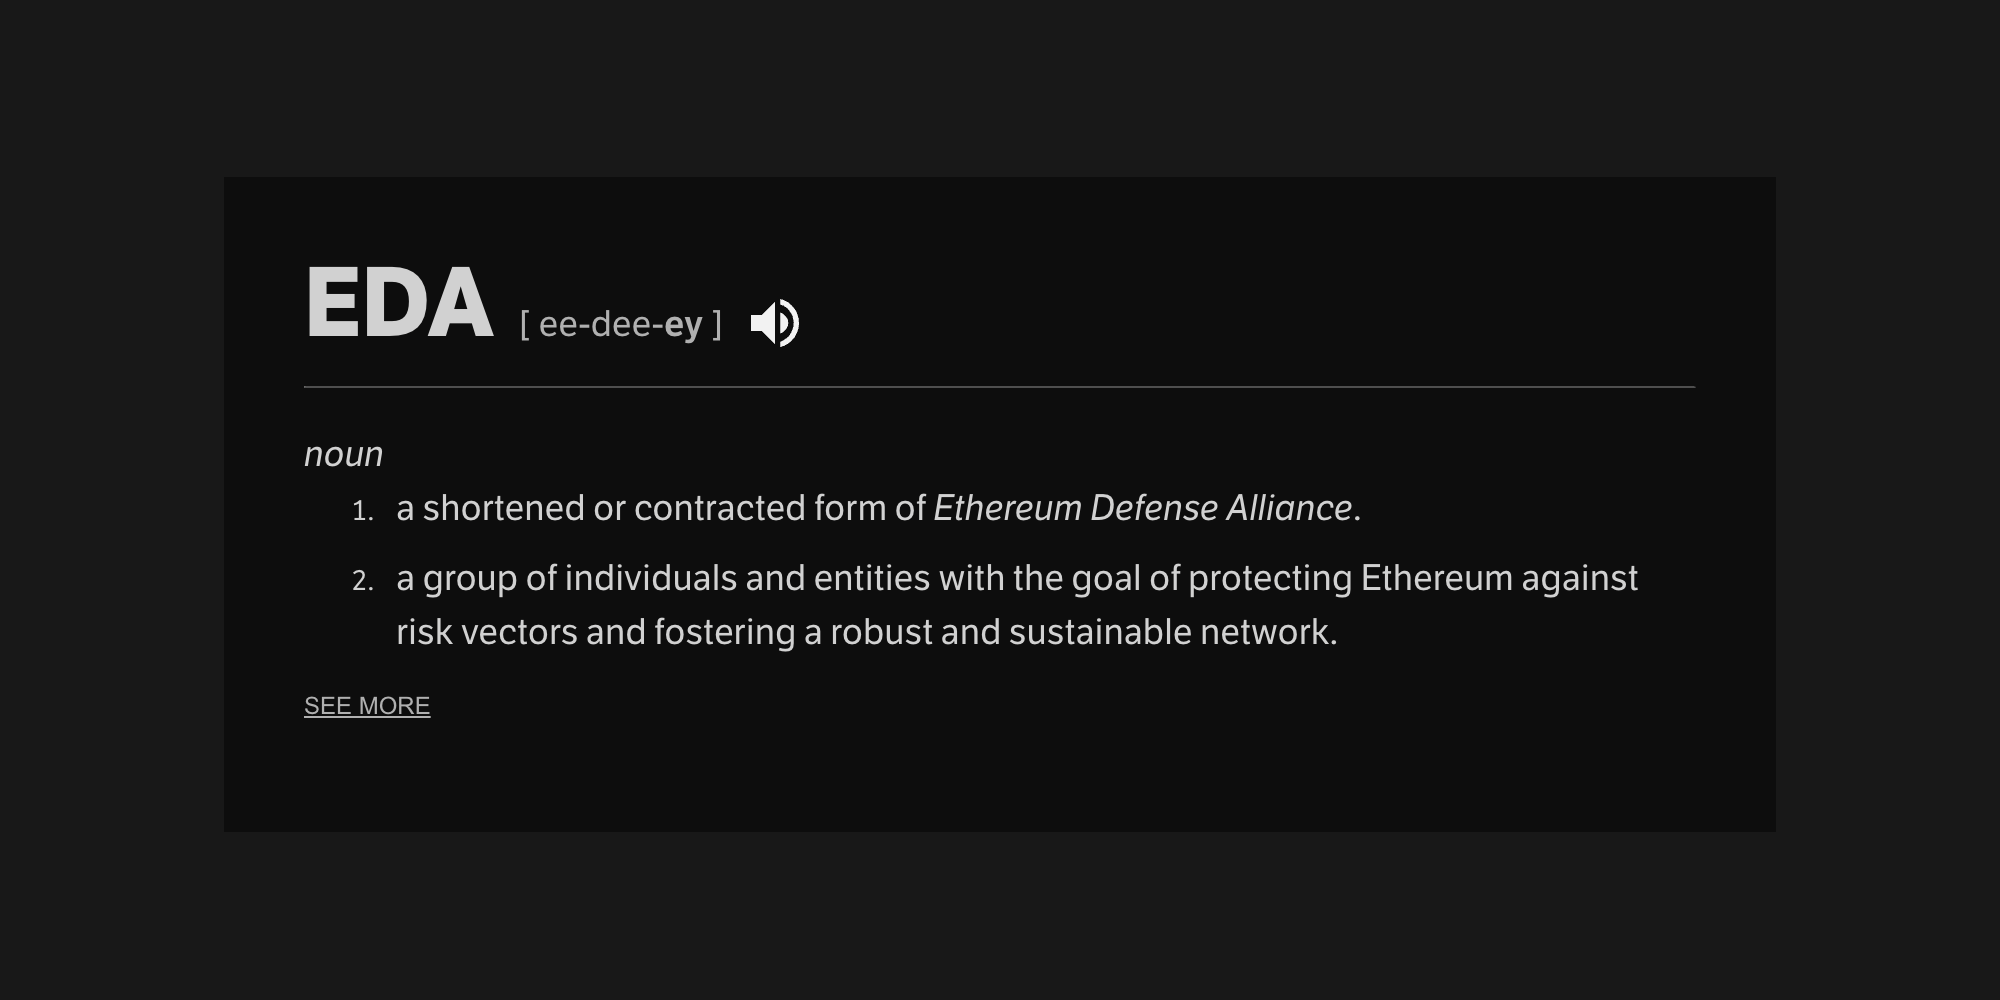 EDA [ ee-dee-ey ]
noun
1. a shortened or contracted form of Ethereum Defense Alliance.
2. a group of individuals and entities with the goal of protecting Ethereum against
risk vectors and fostering a robust and sustainable network.
SEE MORE